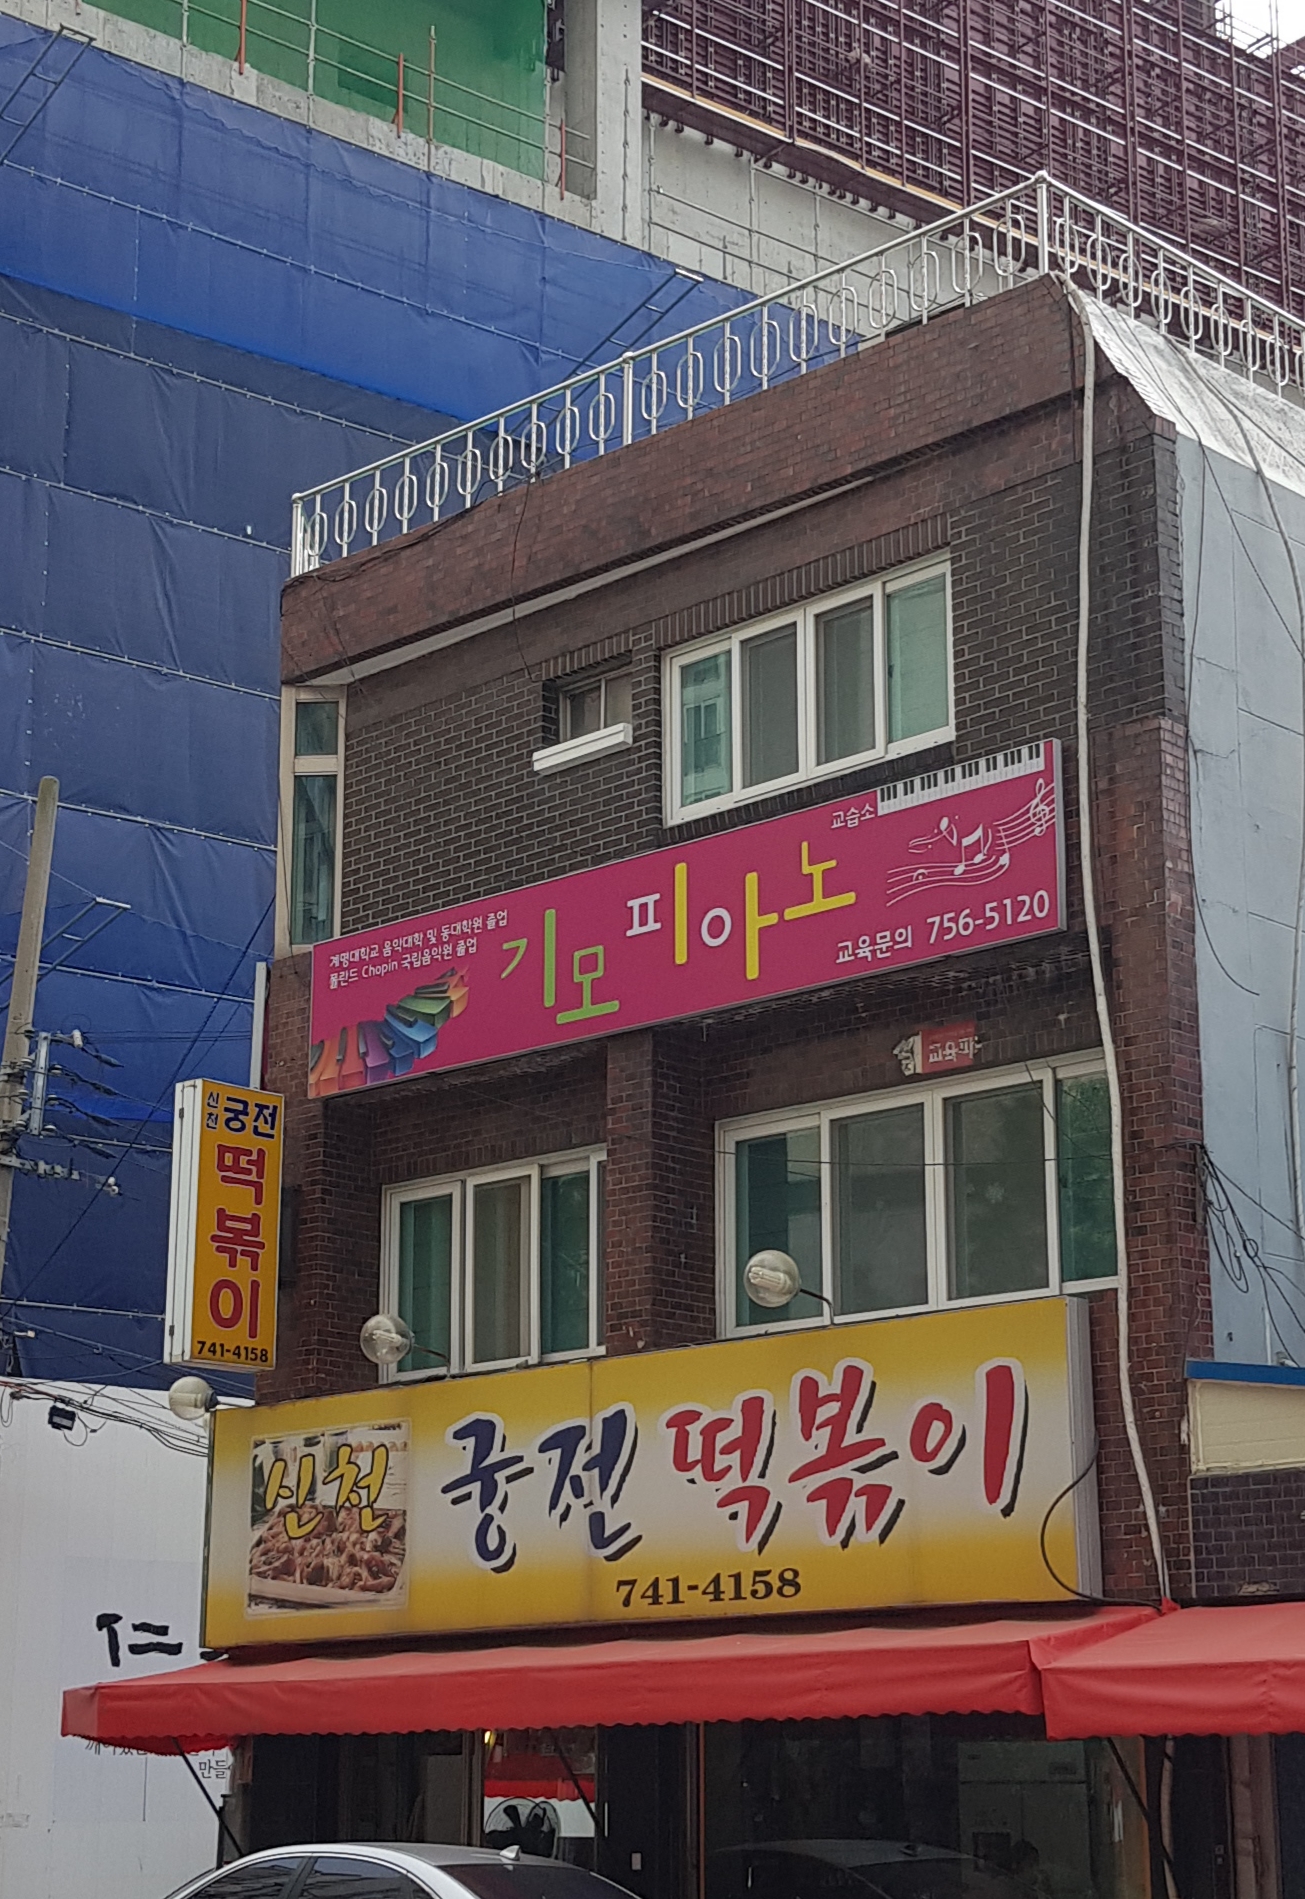 교습소
계명대학교 음악대학 및 동대학원 졸업
폴란드 Chopin 국립음악원 졸업
기모 피아노
교육문의 756-5120
신천 궁전
떡볶이
741-4158
신천
궁전 떡볶이
741-4158
仁
만들